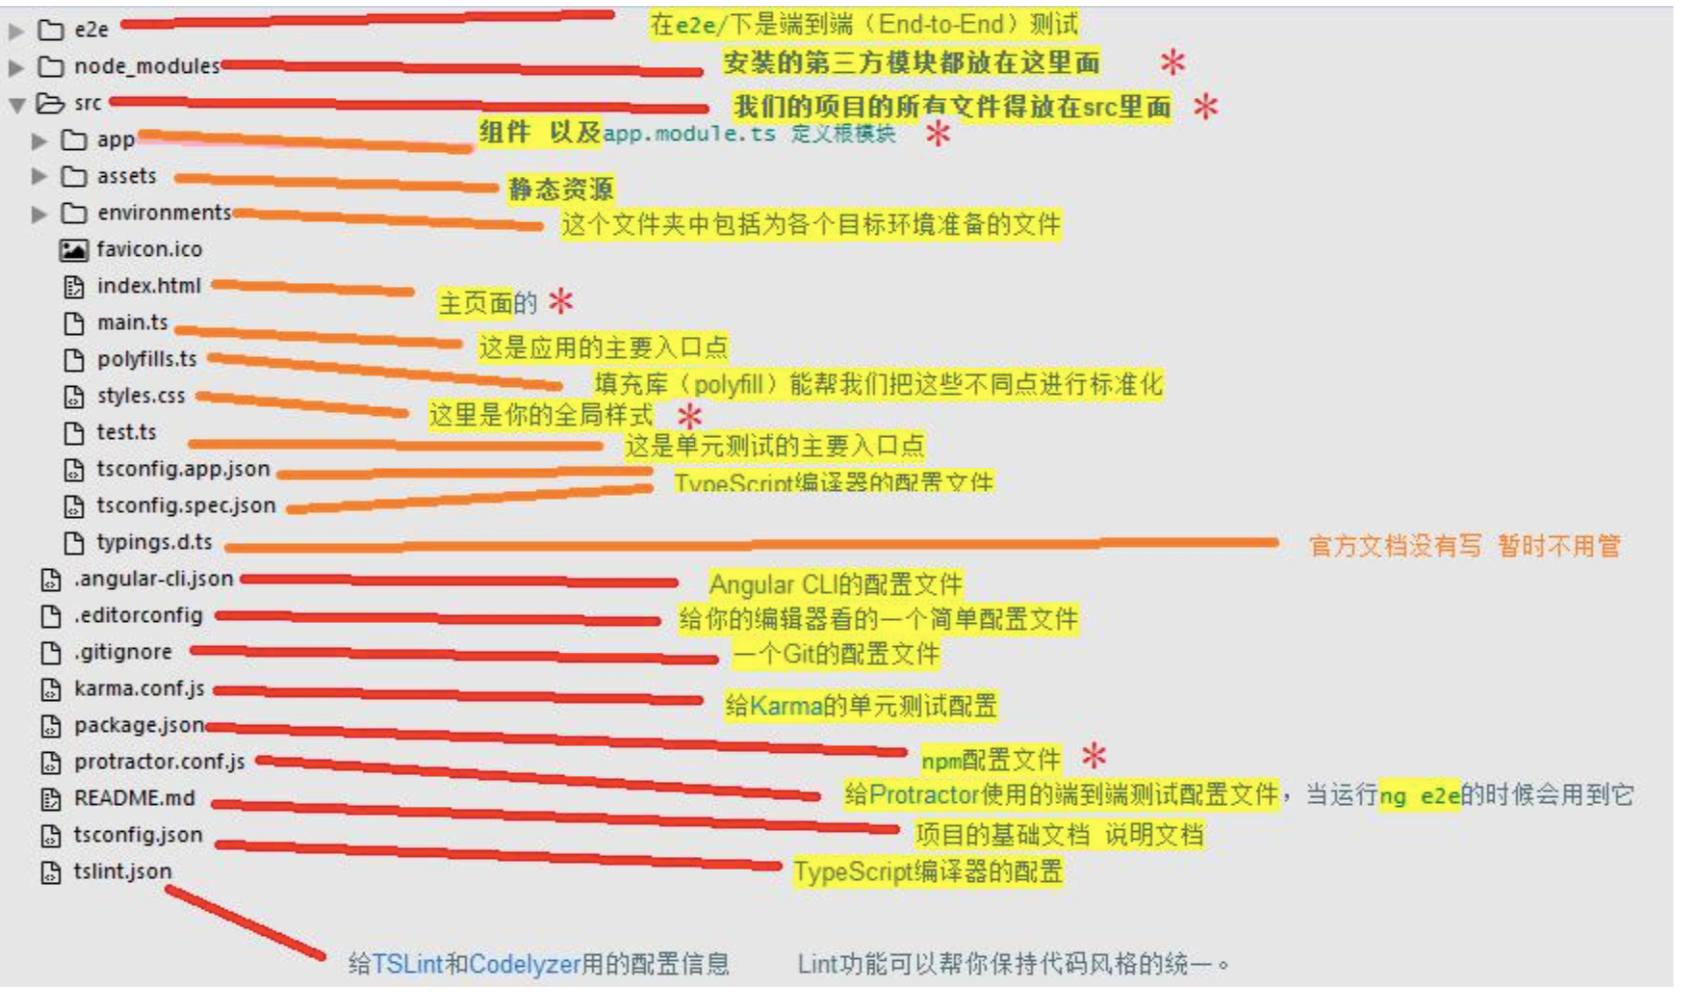 e2e 在e2e/下是端到端（End-to-End）测试
node_modules 安装的第三方模块都放在这里面 *
src 我们的项目的所有文件得放在src里面 *
app 组件 以及app.module.ts 定义根模块 *
assets 静态资源
environments 这个文件夹中包括为各个目标环境准备的文件
favicon.ico
index.html 主页面的 *
main.ts 这是应用的主要入口点
polyfills.ts 填充库（polyfill）能帮我们把这些不同点进行标准化
styles.css 这里是你的全局样式 *
test.ts 这是单元测试的主要入口点
tsconfig.app.json TypeScript编译器的配置文件
tsconfig.spec.json
typings.d.ts 官方文档没有写 暂时不用管
.angular-cli.json Angular CLI的配置文件
.editorconfig 给你的编辑器看的一个简单配置文件
.gitignore 一个Git的配置文件
karma.conf.js 给Karma的单元测试配置
package.json npm配置文件 *
protractor.conf.js 给Protractor使用的端到端测试配置文件，当运行ng e2e的时候会用到它
README.md 项目的基础文档 说明文档
tsconfig.json TypeScript编译器的配置
tslint.json
给TSLint和Codelyzer用的配置信息 Lint功能可以帮你保持代码风格的统一。